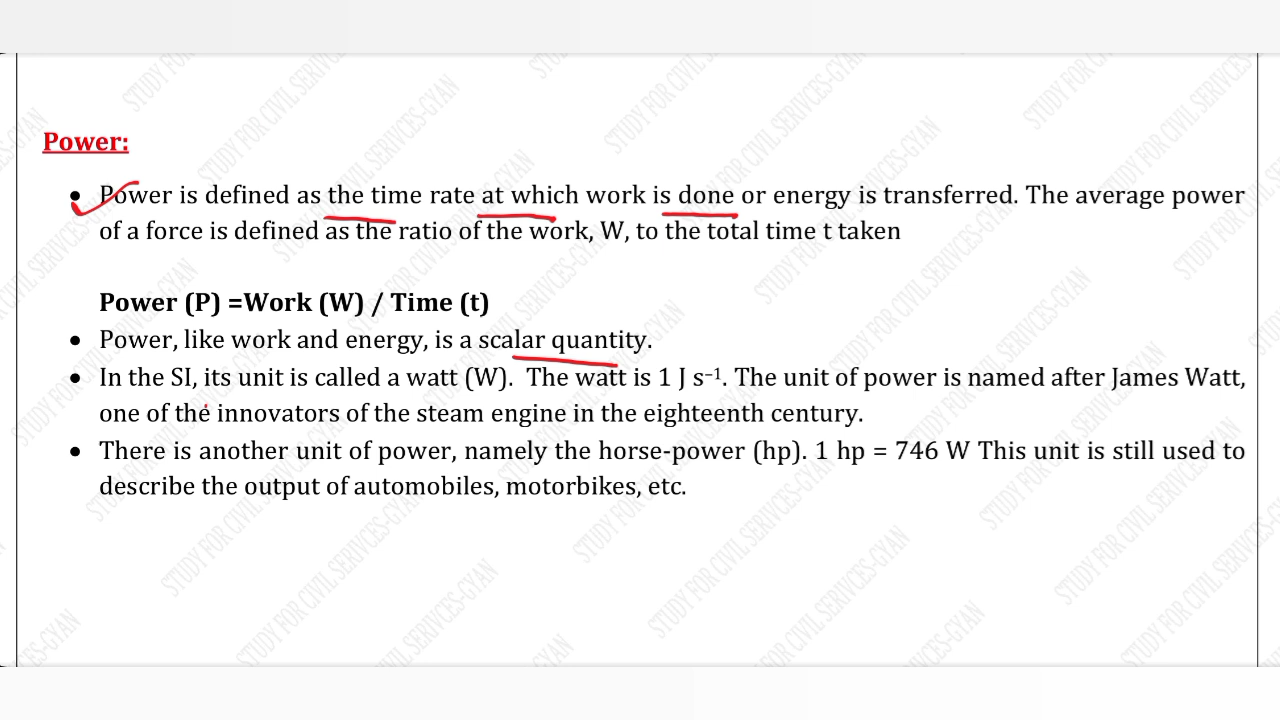 Power:
• Power is defined as the time rate at which work is done or energy is transferred. The average power
of a force is defined as the ratio of the work, W, to the total time t taken
Power (P) =Work (W) / Time (t)
• Power, like work and energy, is a scalar quantity.
• In the SI, its unit is called a watt (W).  The watt is 1 J s⁻¹. The unit of power is named after James Watt,
one of the innovators of the steam engine in the eighteenth century.
• There is another unit of power, namely the horse-power (hp). 1 hp = 746 W This unit is still used to
describe the output of automobiles, motorbikes, etc.
STUDY FOR CIVIL SERIVCES-GYAN